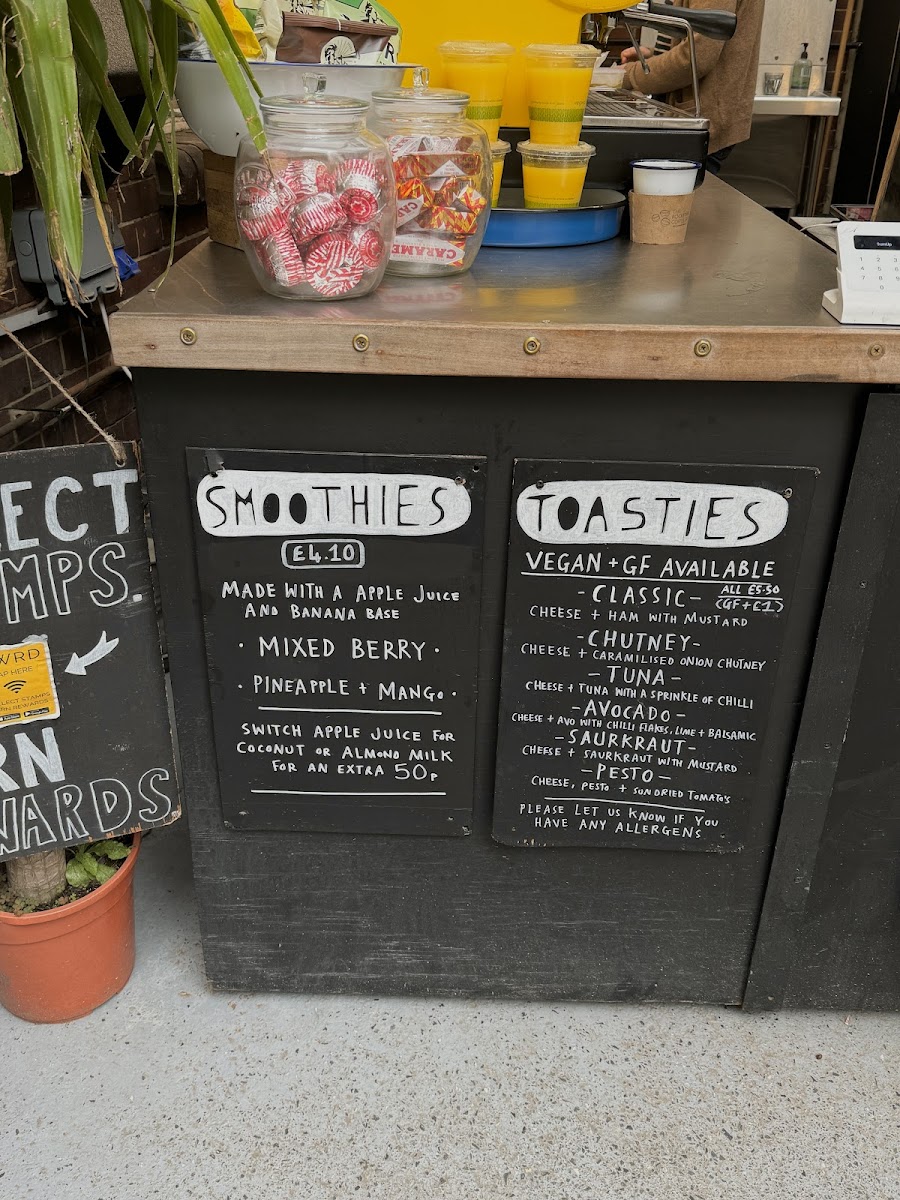 CARAME
ECT
MPS.
WRD
RN
WARDS
SMOOTHIES
£4.10
MADE WITH A APPLE JUICE
AND BANANA BASE
· MIXED BERRY ·
· PINEAPPLE + MANGO ·
SWITCH APPLE JUICE FOR
COCONUT OR ALMOND MILK
FOR AN EXTRA 50p
TOASTIES
VEGAN + GF AVAILABLE
- CLASSIC - ALL £5.50
(GF + £1)
CHEESE + HAM WITH MUSTARD
- CHUTNEY -
CHEESE + CARAMILISED ONION CHUTNEY
- TUNA -
CHEESE + TUNA WITH A SPRINKLE OF CHILLI
- AVOCADO -
CHEESE + AVO WITH CHILLI FLAKES, LIME + BALSAMIC
- SAURKRAUT -
CHEESE + SAURKRAUT WITH MUSTARD
- PESTO -
CHEESE, PESTO + SUNDRIED TOMATO'S
PLEASE LET US KNOW IF YOU
HAVE ANY ALLERGENS